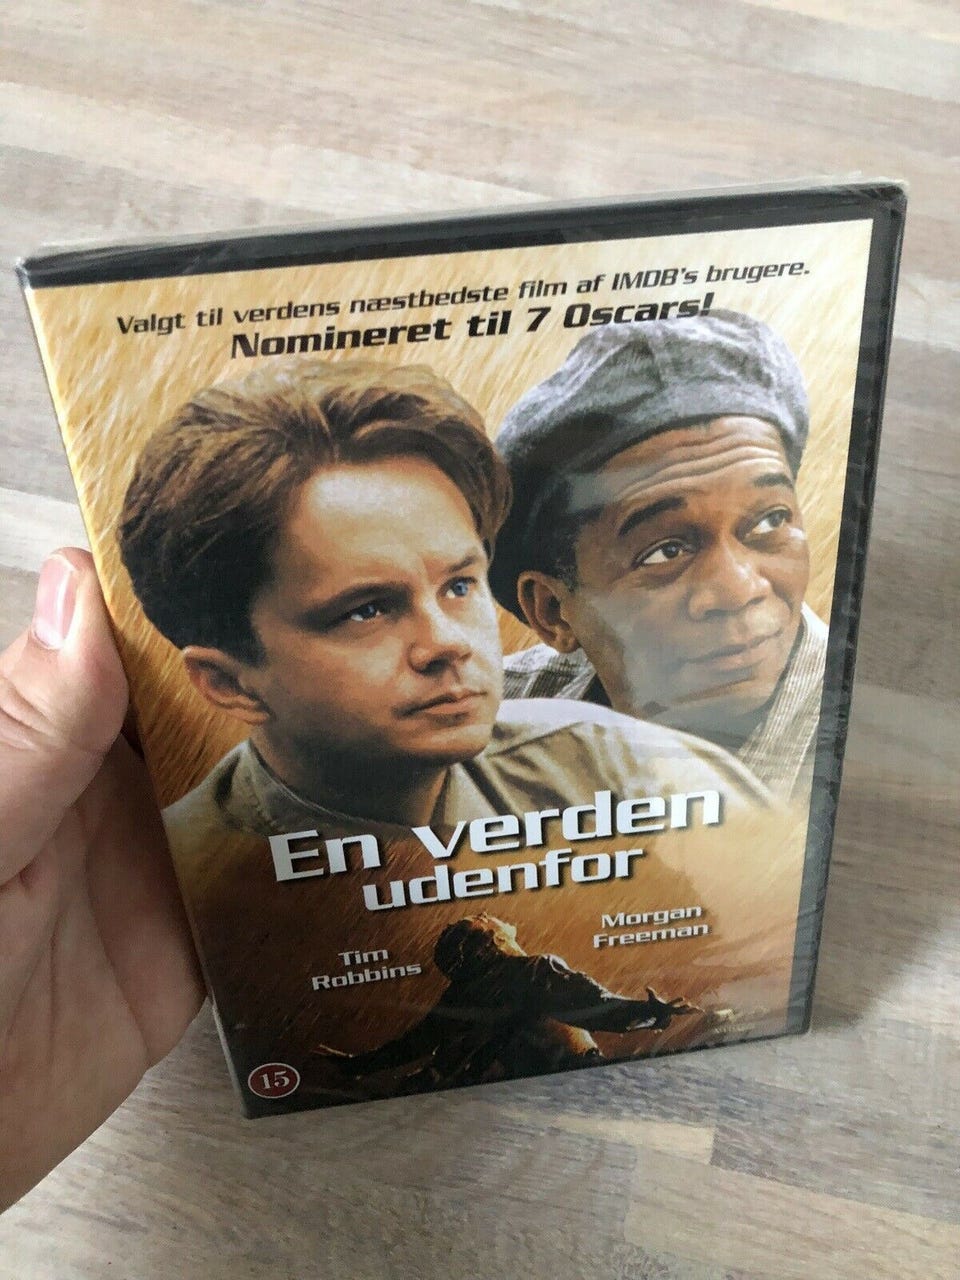 Valgt til verdens næstbedste film af IMDB's brugere.
Nomineret til 7 Oscars!
En verden
udenfor
Tim
Robbins
Morgan
Freeman
15